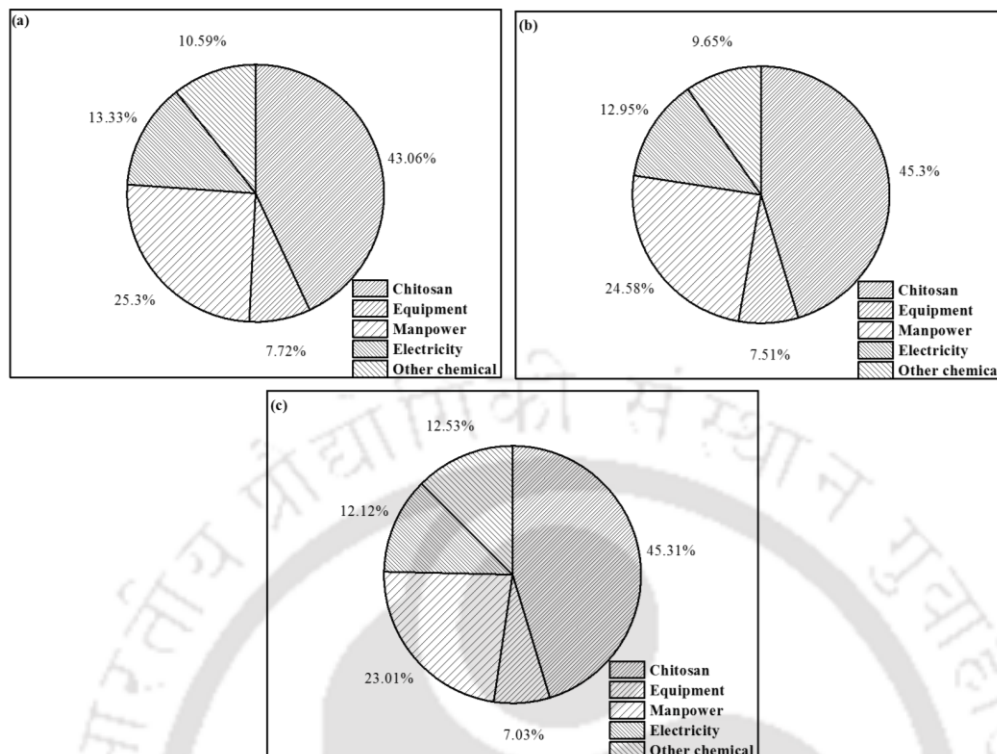 (a)
10.59%
13.33%
43.06%
25.3%
7.72%
Chitosan
Equipment
Manpower
Electricity
Other chemical
(b)
9.65%
12.95%
45.3%
24.58%
7.51%
Chitosan
Equipment
Manpower
Electricity
Other chemical
(c)
12.53%
12.12%
45.31%
23.01%
7.03%
Chitosan
Equipment
Manpower
Electricity
Other chemical